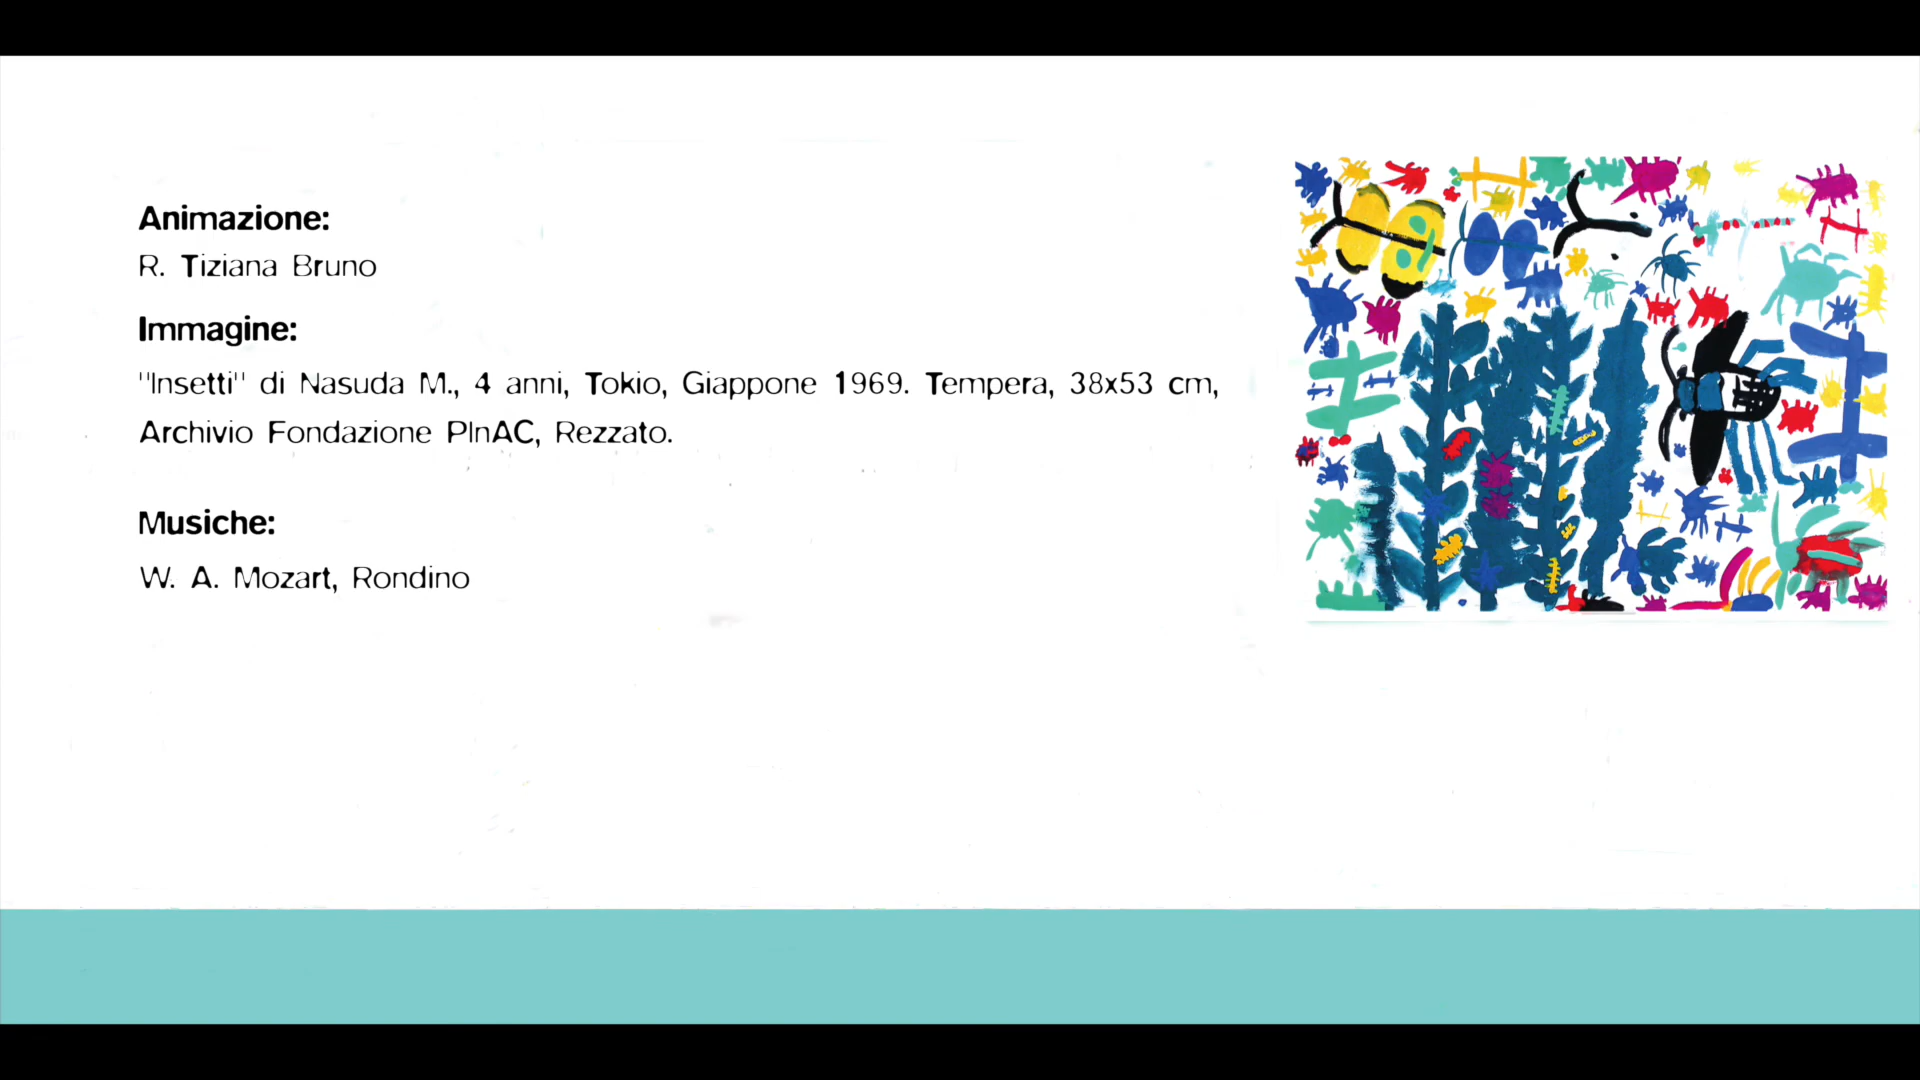 Animazione:
R. Tiziana Bruno
Immagine:
"Insetti" di Nasuda M., 4 anni, Tokio, Giappone 1969. Tempera, 38x53 cm,
Archivio Fondazione PInAC, Rezzato.
Musiche:
W. A. Mozart, Rondino